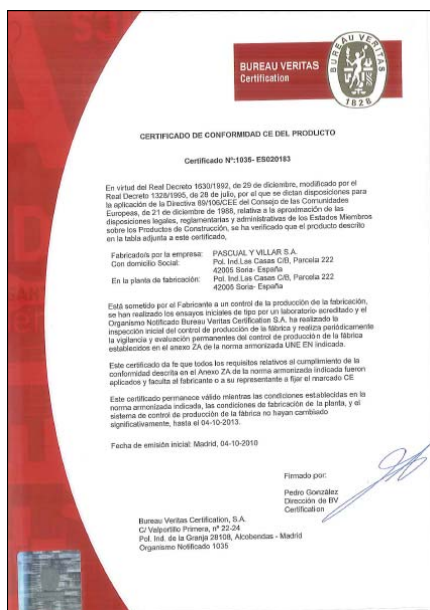 BUREAU VERITAS
Certification
BUREAU VERITAS
1828
CERTIFICADO DE CONFORMIDAD CE DEL PRODUCTO
Certificado Nº:1035- ES020183
En virtud del Real Decreto 1630/1992, de 29 de diciembre, modificado por el
Real Decreto 1328/1995, de 28 de julio, por el que se dictan disposiciones para
la aplicación de la Directiva 89/106/CEE del Consejo de las Comunidades
Europeas, de 21 de diciembre de 1988, relativa a la aproximación de las
disposiciones legales, reglamentarias y administrativas de los Estados Miembros
sobre los Productos de Construcción, se ha verificado que el producto descrito
en la tabla adjunta a este certificado,
Fabricado/s por la empresa: PASCUAL Y VILLAR S.A.
Con domicilio Social: Pol. Ind.Las Casas C/B, Parcela 222
42005 Soria- España
En la planta de fabricación: Pol. Ind.Las Casas C/B, Parcela 222
42005 Soria- España
Está sometido por el Fabricante a un control de la producción de la fabricación,
se han realizado los ensayos iniciales de tipo por un laboratorio acreditado y el
Organismo Notificado Bureau Veritas Certification S.A. ha realizado la
inspección inicial del control de producción de la fábrica y realiza periódicamente
la vigilancia y evaluación permanentes del control de producción de la fábrica
establecidos en el anexo ZA de la norma armonizada UNE EN indicada.
Este certificado da fe que todos los requisitos relativos al cumplimiento de la
conformidad descrita en el Anexo ZA de la norma armonizada indicada fueron
aplicados y faculta al fabricante o a su representante a fijar el marcado CE
Este certificado permanece válido mientras las condiciones establecidas en la
norma armonizada indicada, las condiciones de fabricación de la planta, y el
sistema de control de producción de la fábrica no hayan cambiado
significativamente, hasta el 04-10-2013.
Fecha de emisión inicial: Madrid, 04-10-2010
Firmado por:
Pedro González
Dirección de BV
Certification
Bureau Veritas Certification, S.A.
C/ Valportillo Primera, nº 22-24
Pol. Ind. de la Granja 28108, Alcobendas - Madrid
Organismo Notificado 1035